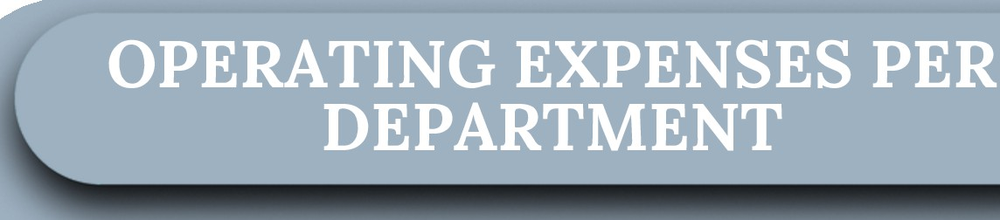 OPERATING EXPENSES PER
DEPARTMENT